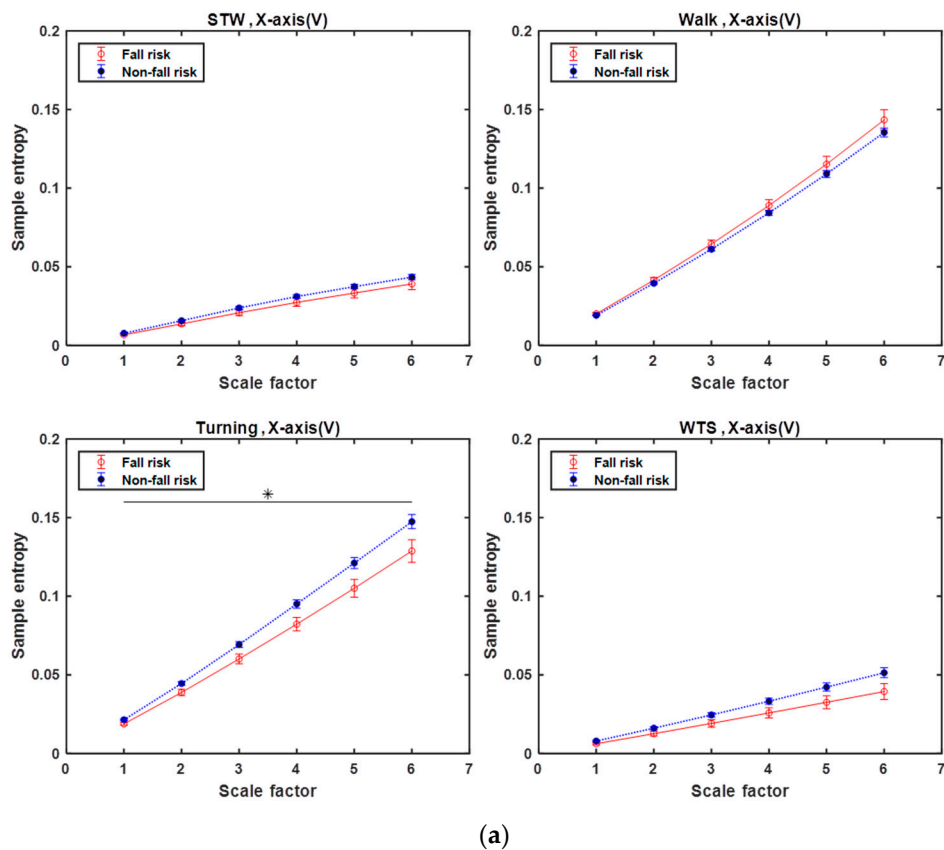 STW , X-axis(V)
0.2
0.15
0.1
0.05
0
Sample entropy
Fall risk
Non-fall risk
0 1 2 3 4 5 6 7
Scale factor
Walk , X-axis(V)
0.2
0.15
0.1
0.05
0
Sample entropy
Fall risk
Non-fall risk
0 1 2 3 4 5 6 7
Scale factor
Turning , X-axis(V)
0.2
0.15
0.1
0.05
0
Sample entropy
Fall risk
Non-fall risk
*
0 1 2 3 4 5 6 7
Scale factor
WTS , X-axis(V)
0.2
0.15
0.1
0.05
0
Sample entropy
Fall risk
Non-fall risk
0 1 2 3 4 5 6 7
Scale factor
(a)